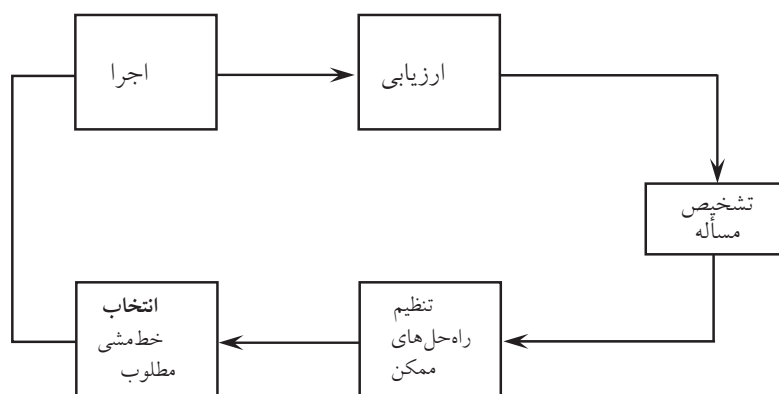 ارزیابی
اجرا
تشخیص
مسأله
تنظیم
راه‌حل‌های
ممکن
انتخاب
خط‌مشی
مطلوب